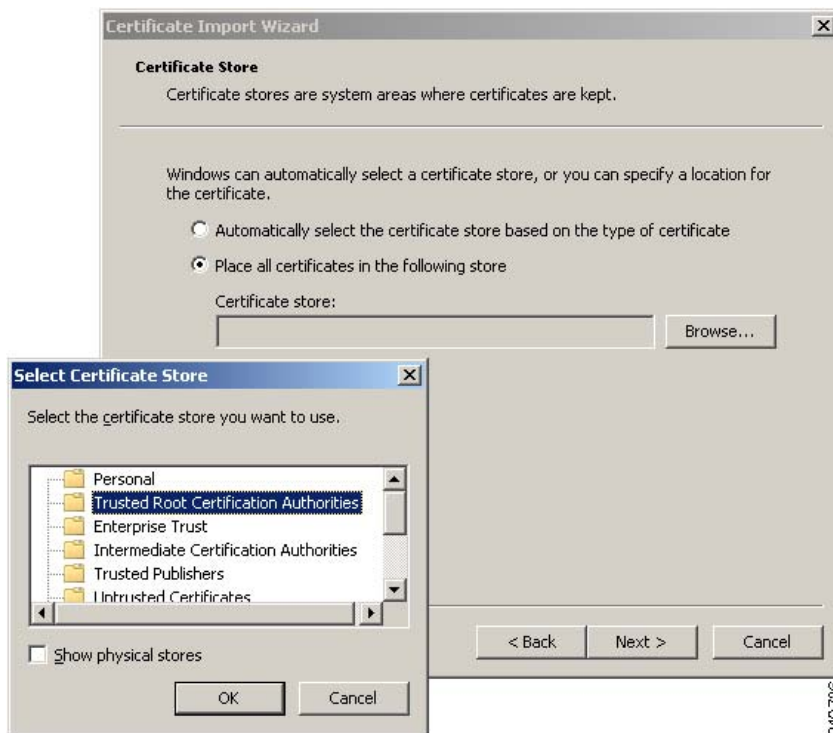 Certificate Import Wizard
Certificate Store
Certificate stores are system areas where certificates are kept.
Windows can automatically select a certificate store, or you can specify a location for
the certificate.
Automatically select the certificate store based on the type of certificate
Place all certificates in the following store
Certificate store:
Browse...
Select Certificate Store
Select the certificate store you want to use.
Personal
Trusted Root Certification Authorities
Enterprise Trust
Intermediate Certification Authorities
Trusted Publishers
Untrusted Certificates
Show physical stores
OK
Cancel
< Back
Next >
Cancel